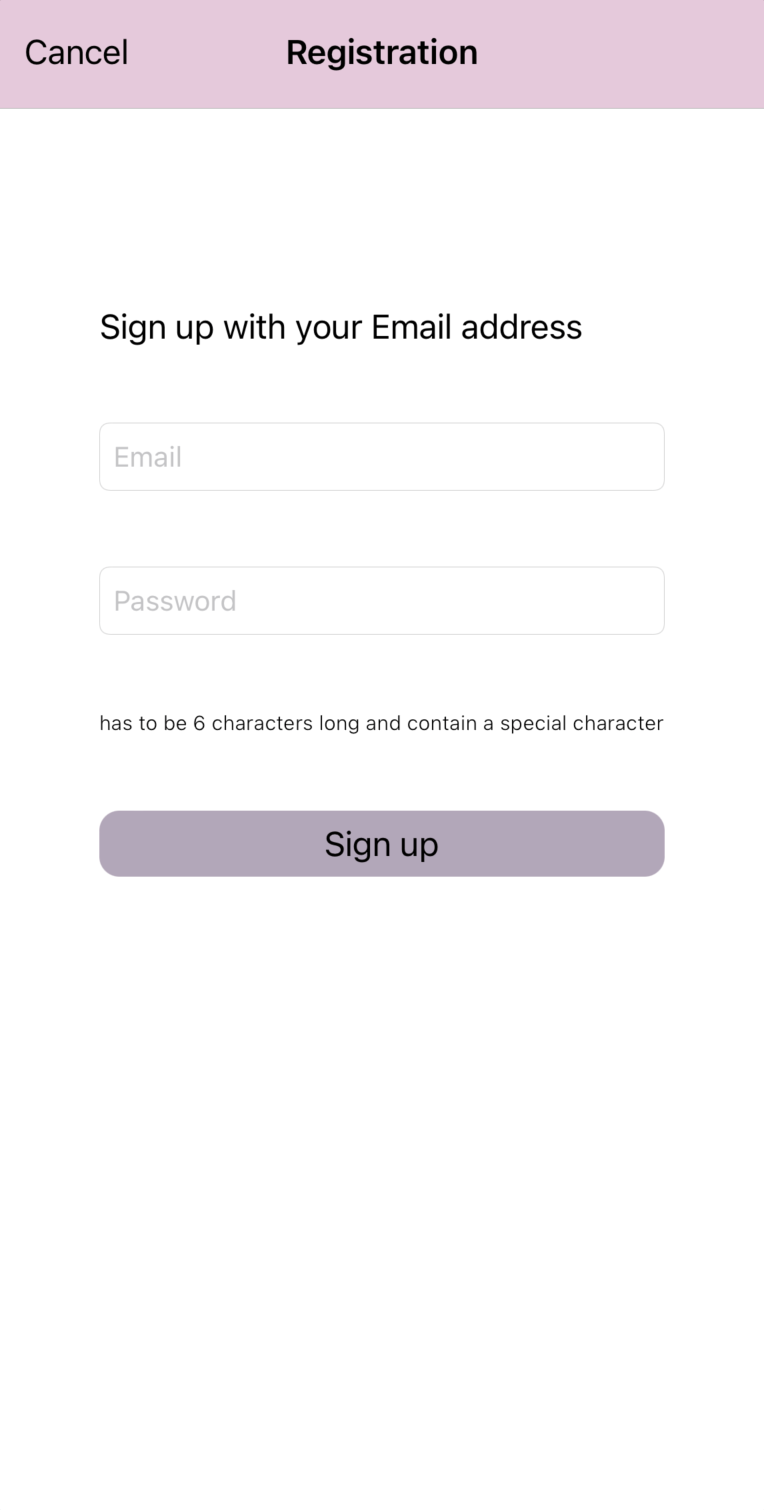 Cancel Registration
Sign up with your Email address
Email
Password
has to be 6 characters long and contain a special character
Sign up